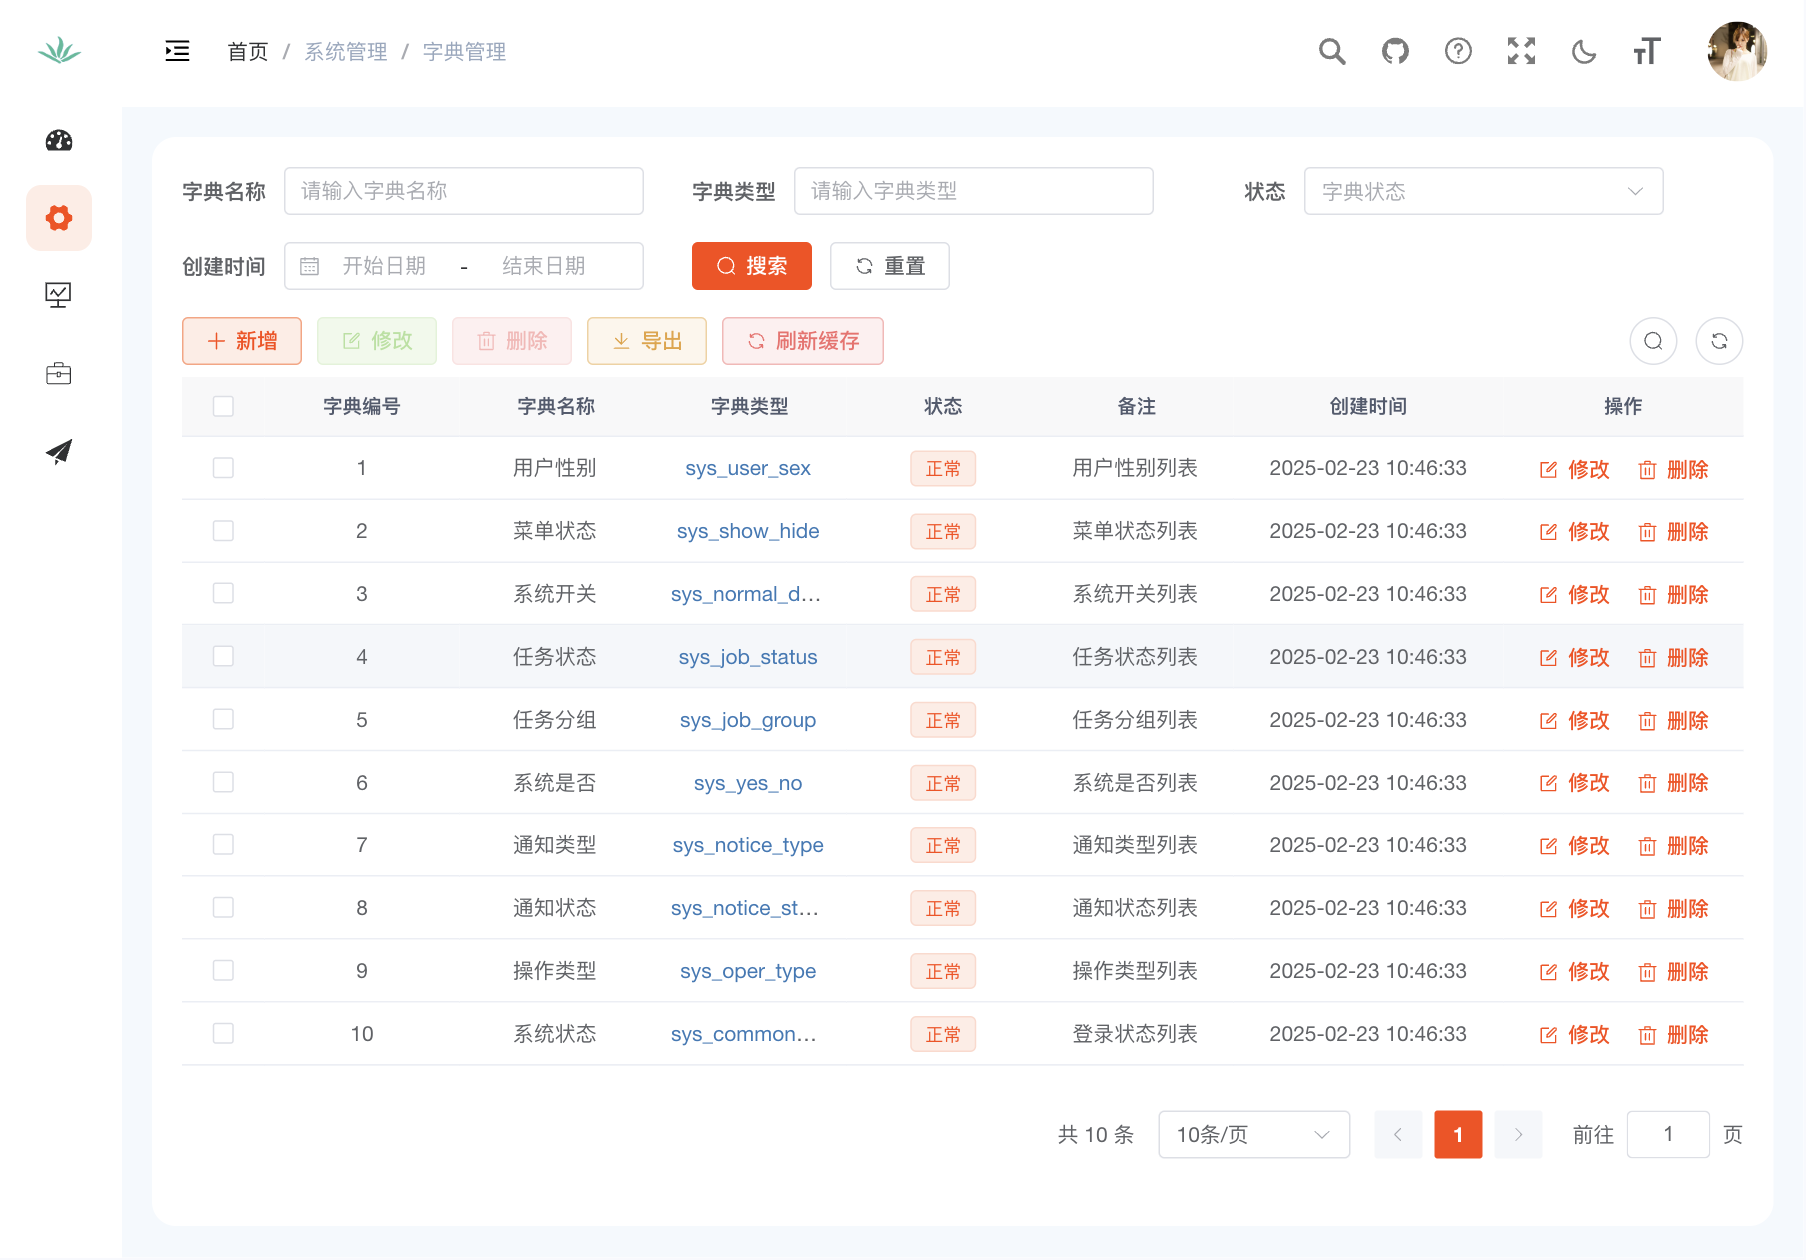 首页 / 系统管理 / 字典管理
字典名称 请输入字典名称 字典类型 请输入字典类型 状态 字典状态
创建时间 开始日期 - 结束日期 搜索 重置
新增 修改 删除 导出 刷新缓存
字典编号 字典名称 字典类型 状态 备注 创建时间 操作
1 用户性别 sys_user_sex 正常 用户性别列表 2025-02-23 10:46:33 修改 删除
2 菜单状态 sys_show_hide 正常 菜单状态列表 2025-02-23 10:46:33 修改 删除
3 系统开关 sys_normal_d... 正常 系统开关列表 2025-02-23 10:46:33 修改 删除
4 任务状态 sys_job_status 正常 任务状态列表 2025-02-23 10:46:33 修改 删除
5 任务分组 sys_job_group 正常 任务分组列表 2025-02-23 10:46:33 修改 删除
6 系统是否 sys_yes_no 正常 系统是否列表 2025-02-23 10:46:33 修改 删除
7 通知类型 sys_notice_type 正常 通知类型列表 2025-02-23 10:46:33 修改 删除
8 通知状态 sys_notice_st... 正常 通知状态列表 2025-02-23 10:46:33 修改 删除
9 操作类型 sys_oper_type 正常 操作类型列表 2025-02-23 10:46:33 修改 删除
10 系统状态 sys_common... 正常 登录状态列表 2025-02-23 10:46:33 修改 删除
共 10 条 10条/页 1 前往 1 页